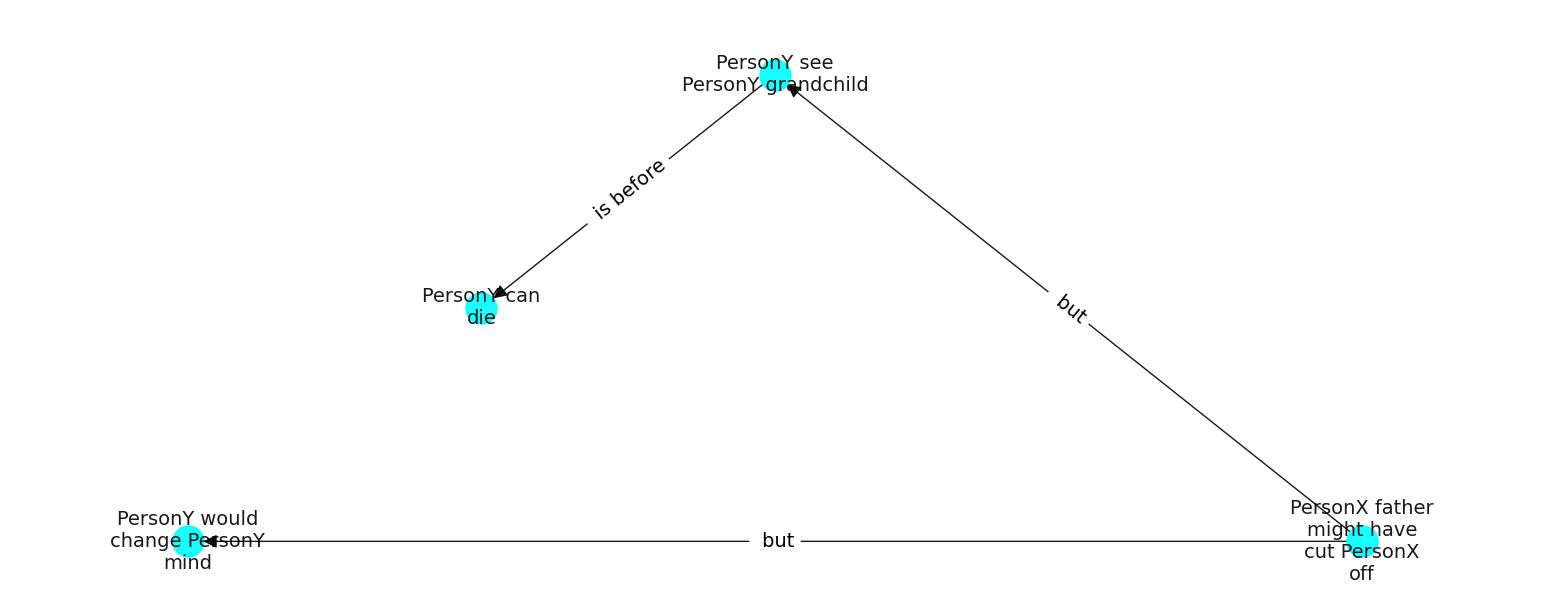 PersonY see
PersonY grandchild
is before
PersonY can
die
but
PersonX father
might have
cut PersonX
off
PersonY would
change PersonY
mind
but